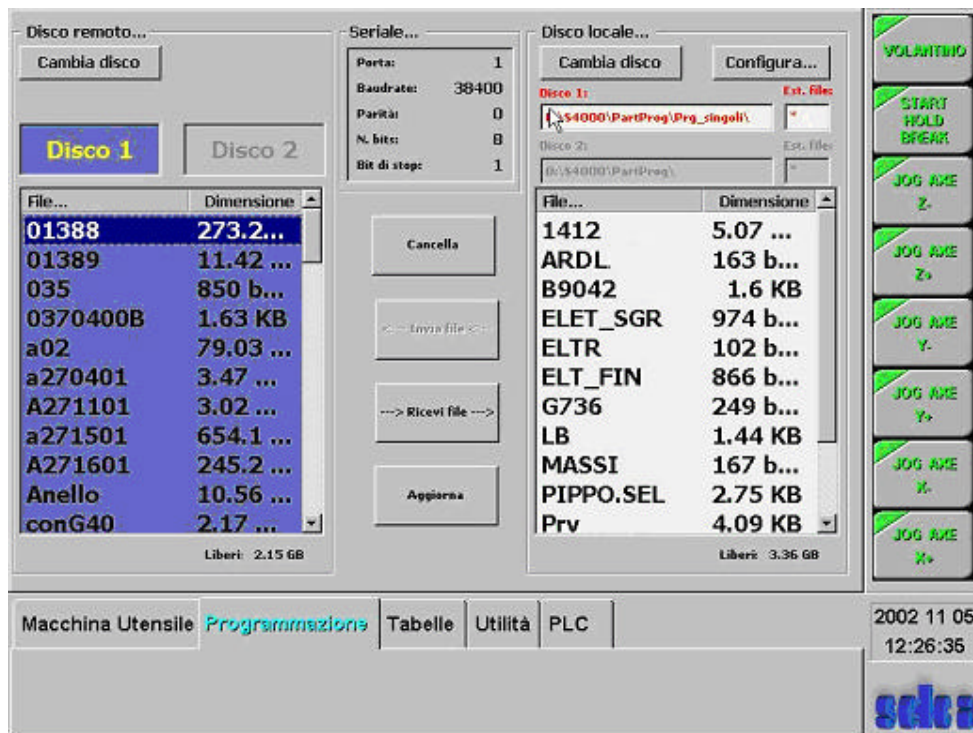 Disco remoto...
Cambia disco
Disco 1
Disco 2
File... Dimensione
01388 273.2...
01389 11.42 ...
035 850 b...
0370400B 1.63 KB
a02 79.03 ...
a270401 3.47 ...
A271101 3.02 ...
a271501 654.1 ...
A271601 245.2 ...
Anello 10.56 ...
conG40 2.17 ...
Liberi: 2.15 GB
Seriale...
Porta: 1
Baudrate: 38400
Parità: 0
N. bits: 8
Bit di stop: 1
Cancella
<--- Invia file <---
---> Ricevi file --->
Aggiorna
Disco locale...
Cambia disco
Configura...
Disco 1: Est. file:
\S4000\PartProg\Prg_singoli\ *
Disco 2: Est. file:
D:\S4000\PartProg\ *
File... Dimensione
1412 5.07 ...
ARDL 163 b...
B9042 1.6 KB
ELET_SGR 974 b...
ELTR 102 b...
ELT_FIN 866 b...
G736 249 b...
LB 1.44 KB
MASSI 167 b...
PIPPO.SEL 2.75 KB
Prv 4.09 KB
Liberi: 3.36 GB
VOLANTINO
START
HOLD
BREAK
JOG AXE
Z-
JOG AXE
Z+
JOG AXE
Y-
JOG AXE
Y+
JOG AXE
X-
JOG AXE
X+
Macchina Utensile Programmazione Tabelle Utilità PLC
2002 11 05
12:26:35
selca